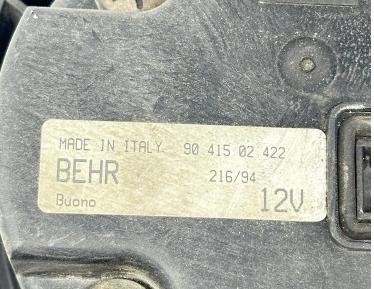 MADE IN ITALY 90 415 02 422
BEHR 216/94
Buono 12V